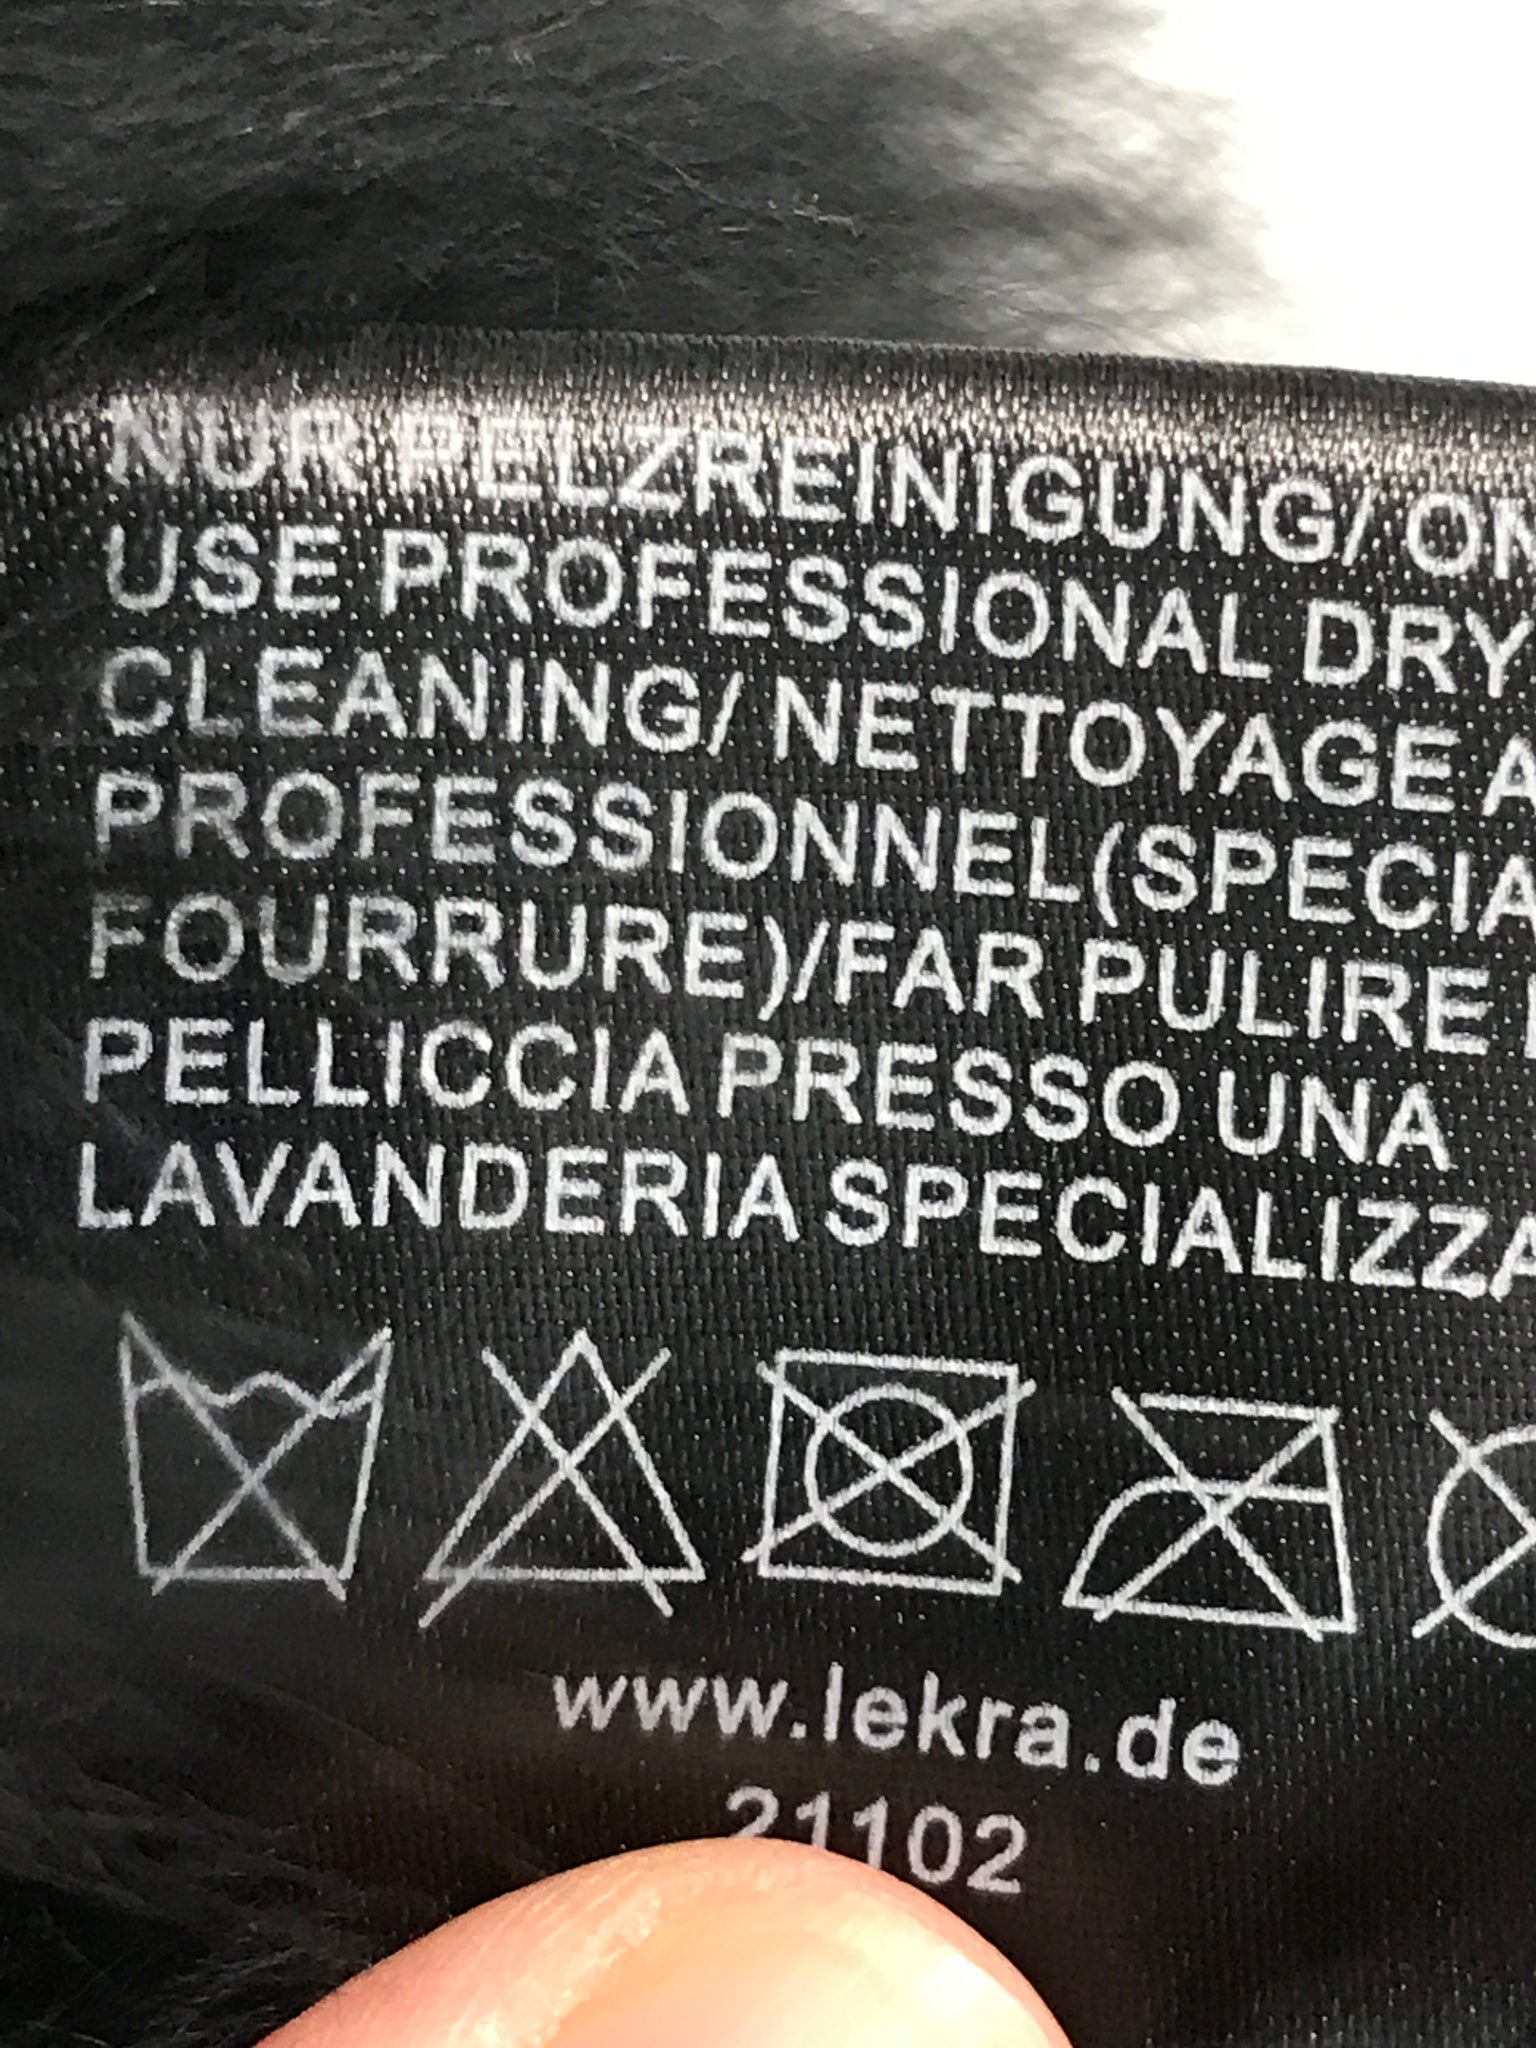 NUR PELZREINIGUNG/ ON
USE PROFESSIONAL DRY
CLEANING/ NETTOYAGE A
PROFESSIONNEL(SPECIA
FOURRURE)/FAR PULIRE
PELLICCIA PRESSO UNA
LAVANDERIA SPECIALIZZA
www.lekra.de
21102